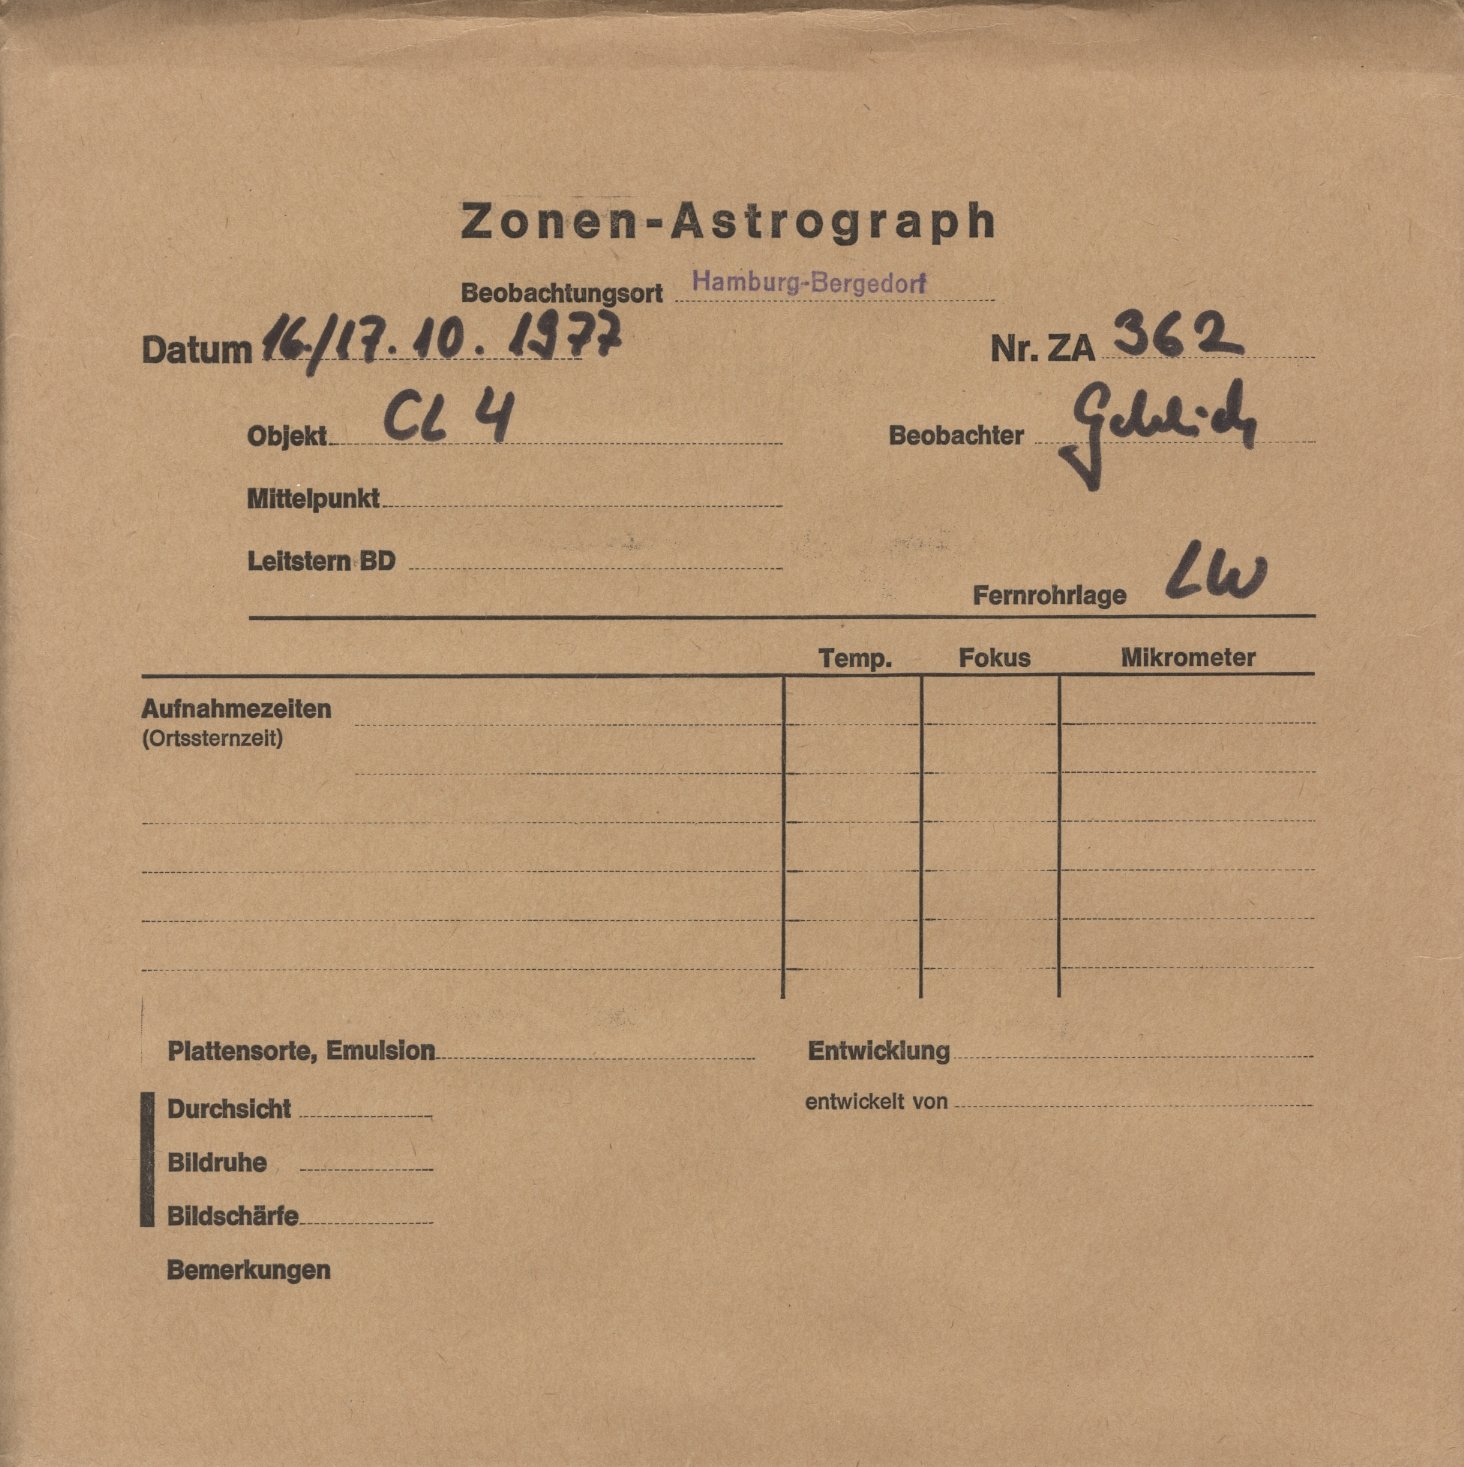 Zonen-Astrograph
Beobachtungsort Hamburg-Bergedorf
Datum 16./17. 10. 1977 Nr. ZA 362
Objekt CL 4 Beobachter
Mittelpunkt
Leitstern BD
Fernrohrlage LW
Temp. Fokus Mikrometer
Aufnahmezeiten
(Ortssternzeit)
Plattensorte, Emulsion Entwicklung
Durchsicht entwickelt von
Bildruhe
Bildschärfe
Bemerkungen